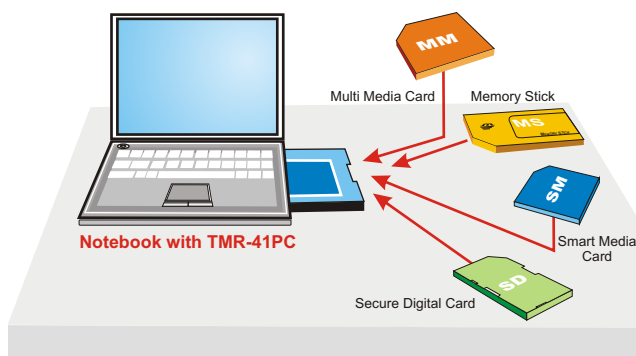 MM
Multi Media Card
Memory Stick
MS
SM
Notebook with TMR-41PC
Smart Media
Card
SD
Secure Digital Card